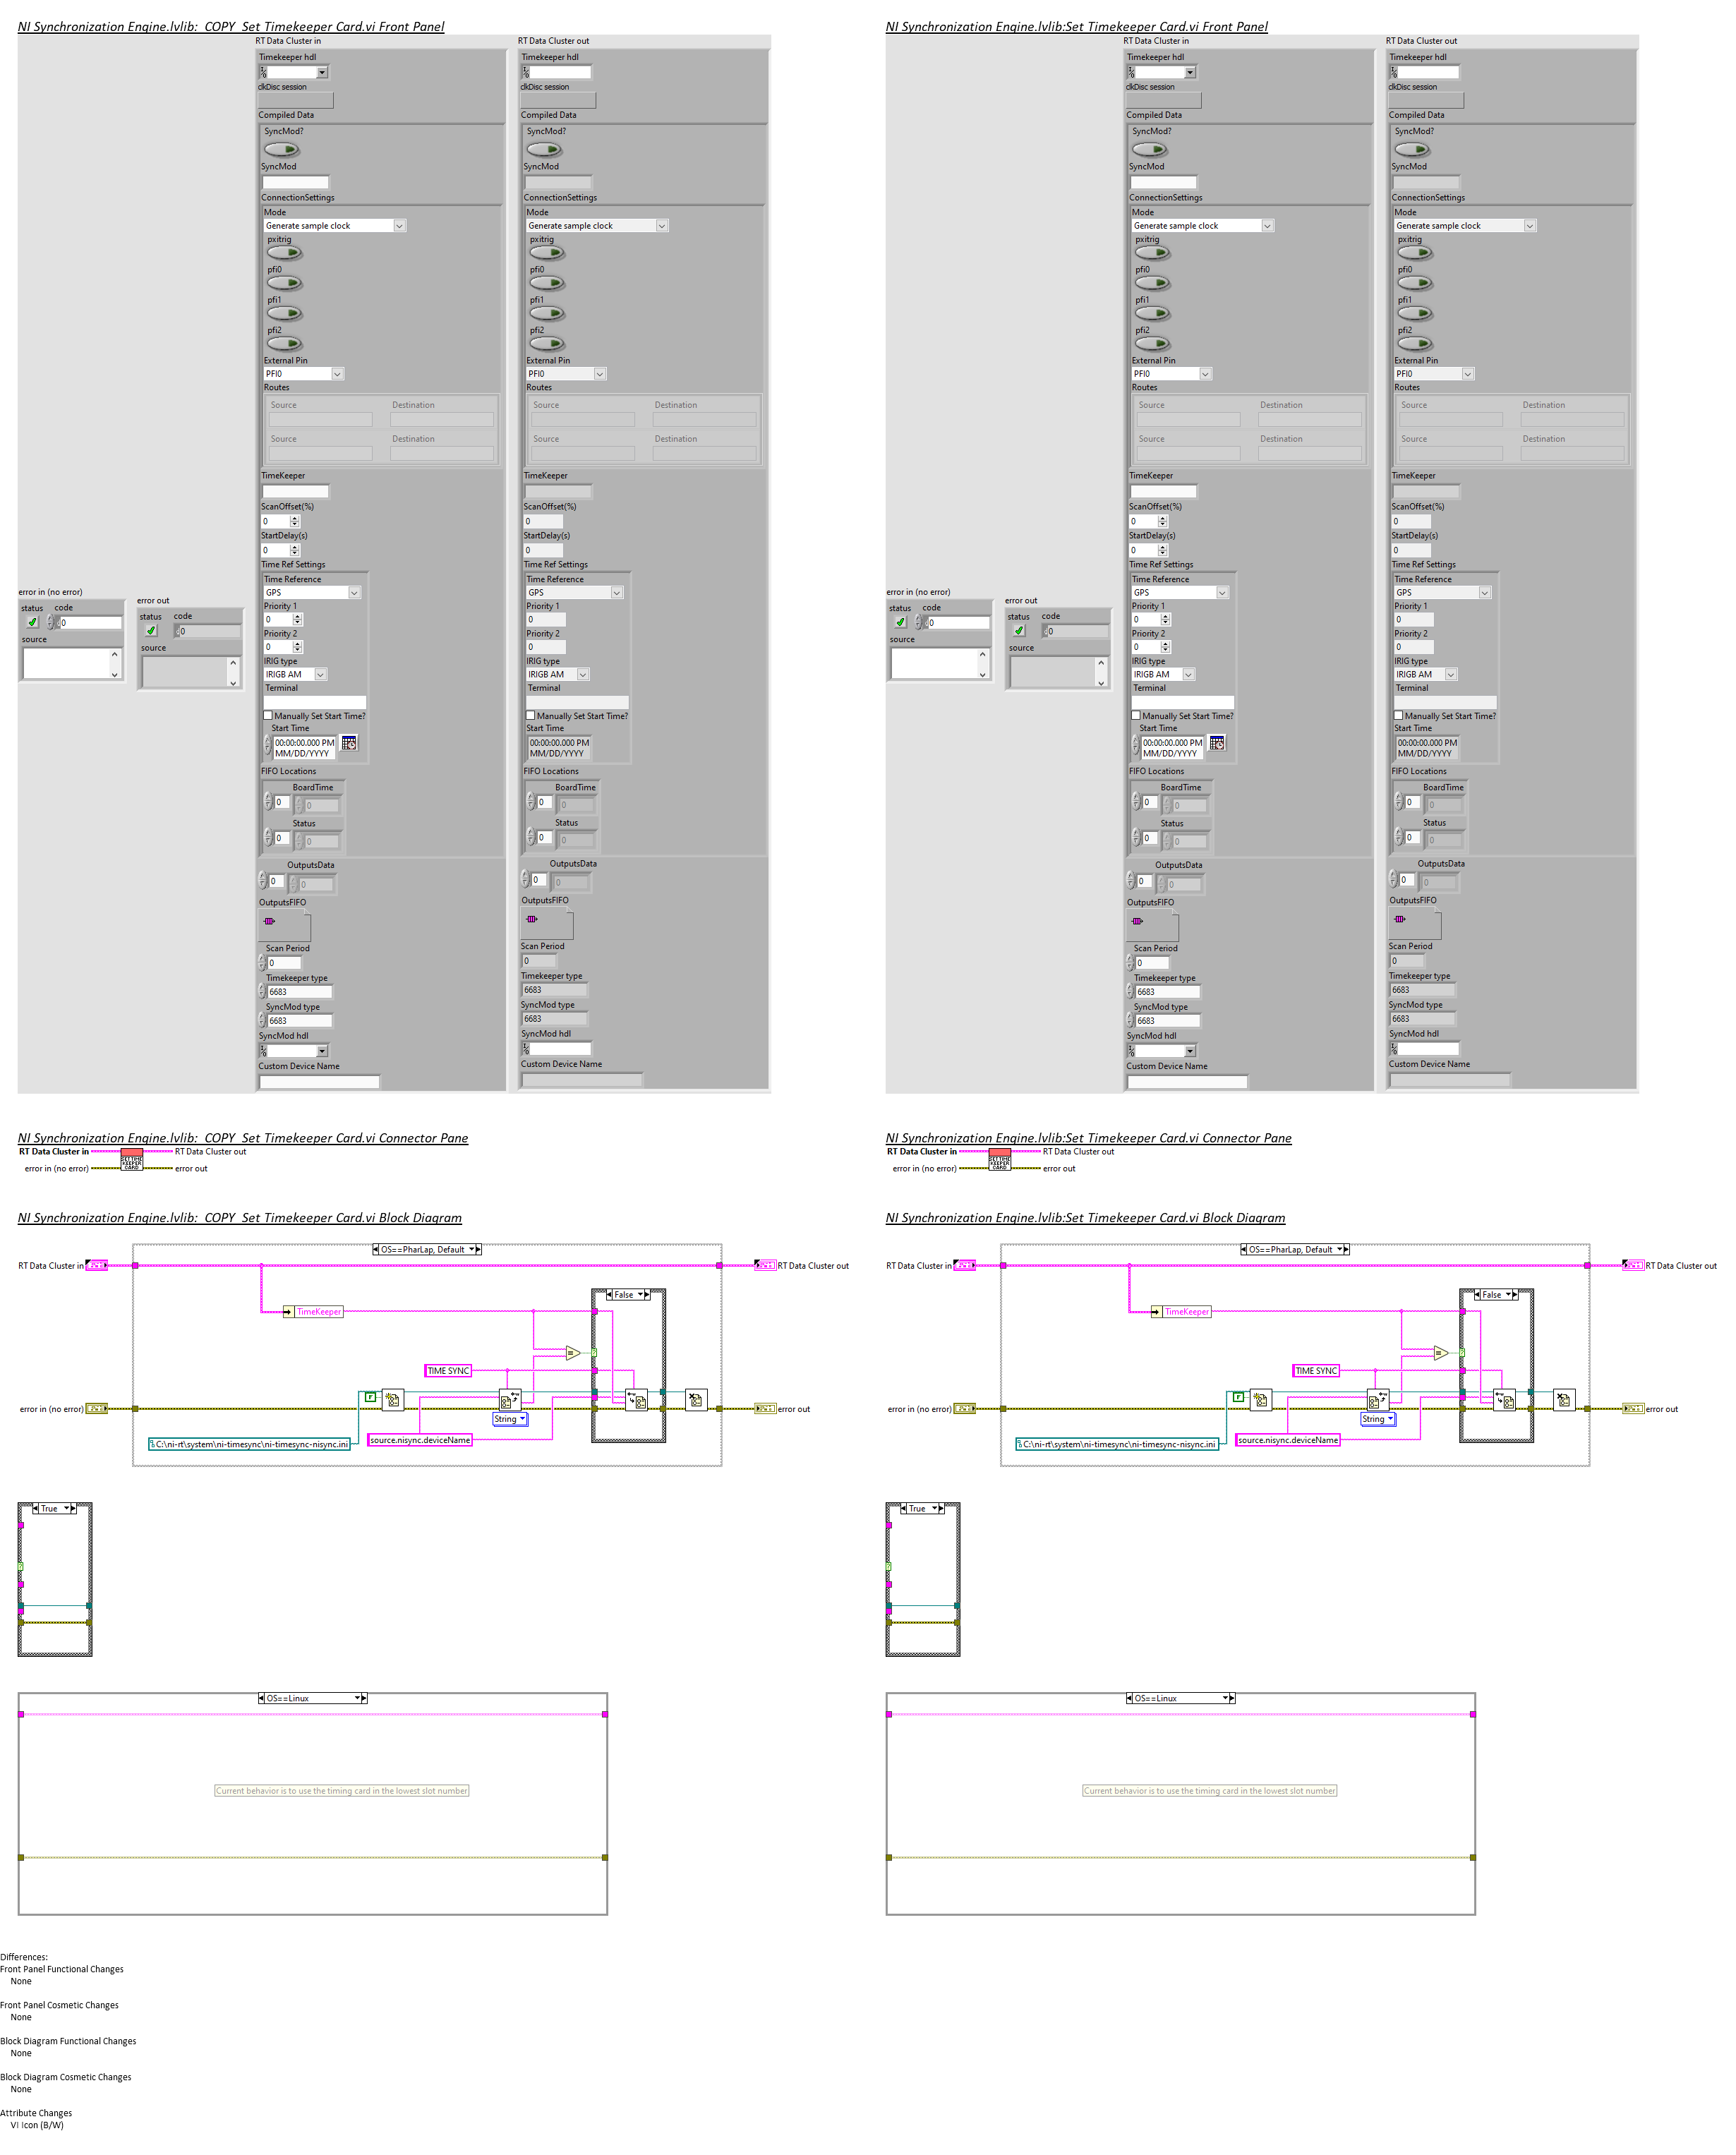 NI Synchronization Engine.lvlib:_COPY_Set Timekeeper Card.vi Front Panel
RT Data Cluster in
RT Data Cluster out
Timekeeper hdl
Timekeeper hdl
clkDisc session
clkDisc session
Compiled Data
Compiled Data
SyncMod?
SyncMod?
SyncMod
SyncMod
ConnectionSettings
ConnectionSettings
Mode
Mode
Generate sample clock
Generate sample clock
pxitrig
pxitrig
pfi0
pfi0
pfi1
pfi1
pfi2
pfi2
External Pin
External Pin
PFI0
PFI0
Routes
Routes
Source Destination
Source Destination
Source Destination
Source Destination
TimeKeeper
TimeKeeper
ScanOffset(%)
ScanOffset(%)
0
0
StartDelay(s)
StartDelay(s)
0
0
Time Ref Settings
Time Ref Settings
Time Reference
Time Reference
GPS
GPS
Priority 1
Priority 1
0
0
Priority 2
Priority 2
0
0
IRIG type
IRIG type
IRIGB AM
IRIGB AM
Terminal
Terminal
Manually Set Start Time?
Manually Set Start Time?
Start Time
Start Time
00:00:00.000 PM
MM/DD/YYYY
00:00:00.000 PM
MM/DD/YYYY
FIFO Locations
FIFO Locations
BoardTime
BoardTime
0 0
0 0
Status
Status
0 0
0 0
OutputsData
OutputsData
0 0
0 0
OutputsFIFO
OutputsFIFO
Scan Period
Scan Period
0
0
Timekeeper type
Timekeeper type
6683
6683
SyncMod type
SyncMod type
6683
6683
SyncMod hdl
SyncMod hdl
Custom Device Name
Custom Device Name
error in (no error)
status code
0
source
error out
status code
0
source
NI Synchronization Engine.lvlib:Set Timekeeper Card.vi Front Panel
RT Data Cluster in
RT Data Cluster out
Timekeeper hdl
Timekeeper hdl
clkDisc session
clkDisc session
Compiled Data
Compiled Data
SyncMod?
SyncMod?
SyncMod
SyncMod
ConnectionSettings
ConnectionSettings
Mode
Mode
Generate sample clock
Generate sample clock
pxitrig
pxitrig
pfi0
pfi0
pfi1
pfi1
pfi2
pfi2
External Pin
External Pin
PFI0
PFI0
Routes
Routes
Source Destination
Source Destination
Source Destination
Source Destination
TimeKeeper
TimeKeeper
ScanOffset(%)
ScanOffset(%)
0
0
StartDelay(s)
StartDelay(s)
0
0
Time Ref Settings
Time Ref Settings
Time Reference
Time Reference
GPS
GPS
Priority 1
Priority 1
0
0
Priority 2
Priority 2
0
0
IRIG type
IRIG type
IRIGB AM
IRIGB AM
Terminal
Terminal
Manually Set Start Time?
Manually Set Start Time?
Start Time
Start Time
00:00:00.000 PM
MM/DD/YYYY
00:00:00.000 PM
MM/DD/YYYY
FIFO Locations
FIFO Locations
BoardTime
BoardTime
0 0
0 0
Status
Status
0 0
0 0
OutputsData
OutputsData
0 0
0 0
OutputsFIFO
OutputsFIFO
Scan Period
Scan Period
0
0
Timekeeper type
Timekeeper type
6683
6683
SyncMod type
SyncMod type
6683
6683
SyncMod hdl
SyncMod hdl
Custom Device Name
Custom Device Name
error in (no error)
status code
0
source
error out
status code
0
source
NI Synchronization Engine.lvlib:_COPY_Set Timekeeper Card.vi Connector Pane
RT Data Cluster in RT Data Cluster out
error in (no error) error out
NI Synchronization Engine.lvlib:Set Timekeeper Card.vi Connector Pane
RT Data Cluster in RT Data Cluster out
error in (no error) error out
NI Synchronization Engine.lvlib:_COPY_Set Timekeeper Card.vi Block Diagram
OS==PharLap, Default
RT Data Cluster in
RT Data Cluster out
False
TimeKeeper
TIME SYNC
F
error in (no error)
error out
String
source.nisync.deviceName
C:\ni-rt\system\ni-timesync\ni-timesync-nisync.ini
True
OS==Linux
Current behavior is to use the timing card in the lowest slot number
NI Synchronization Engine.lvlib:Set Timekeeper Card.vi Block Diagram
OS==PharLap, Default
RT Data Cluster in
RT Data Cluster out
False
TimeKeeper
TIME SYNC
F
error in (no error)
error out
String
source.nisync.deviceName
C:\ni-rt\system\ni-timesync\ni-timesync-nisync.ini
True
OS==Linux
Current behavior is to use the timing card in the lowest slot number
Differences:
Front Panel Functional Changes
None
Front Panel Cosmetic Changes
None
Block Diagram Functional Changes
None
Block Diagram Cosmetic Changes
None
Attribute Changes
VI Icon (B/W)